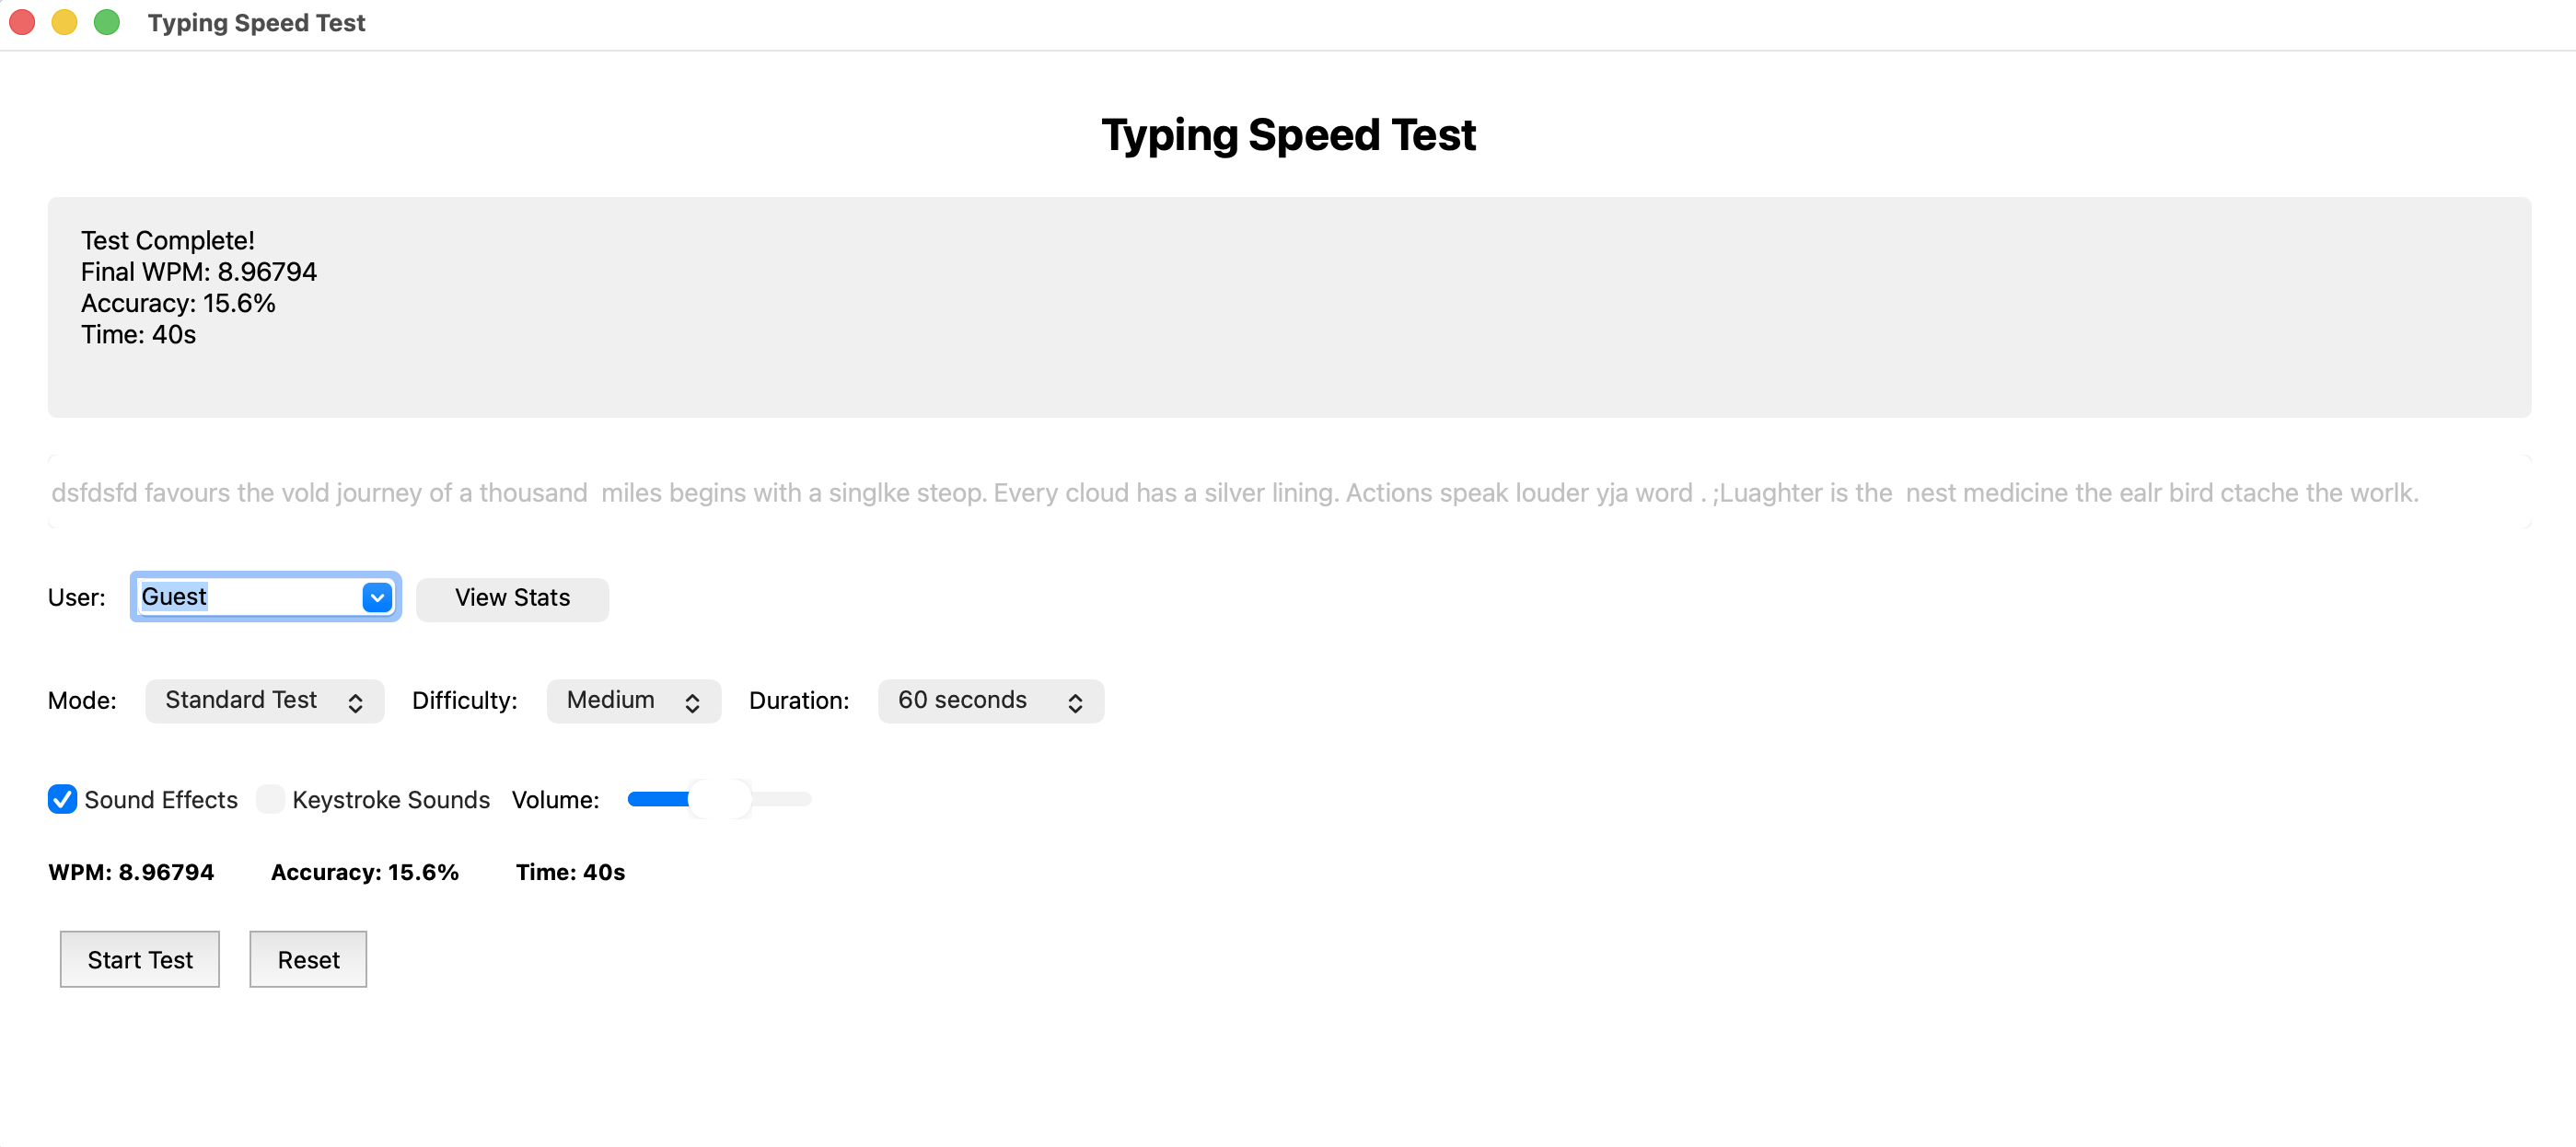 Typing Speed Test
Typing Speed Test
Test Complete!
Final WPM: 8.96794
Accuracy: 15.6%
Time: 40s
dsfdsfd favours the vold journey of a thousand  miles begins with a singlke steop. Every cloud has a silver lining. Actions speak louder yja word . ;Luaghter is the  nest medicine the ealr bird ctache the worlk.
User: Guest View Stats
Mode: Standard Test Difficulty: Medium Duration: 60 seconds
Sound Effects Keystroke Sounds Volume:
WPM: 8.96794 Accuracy: 15.6% Time: 40s
Start Test Reset